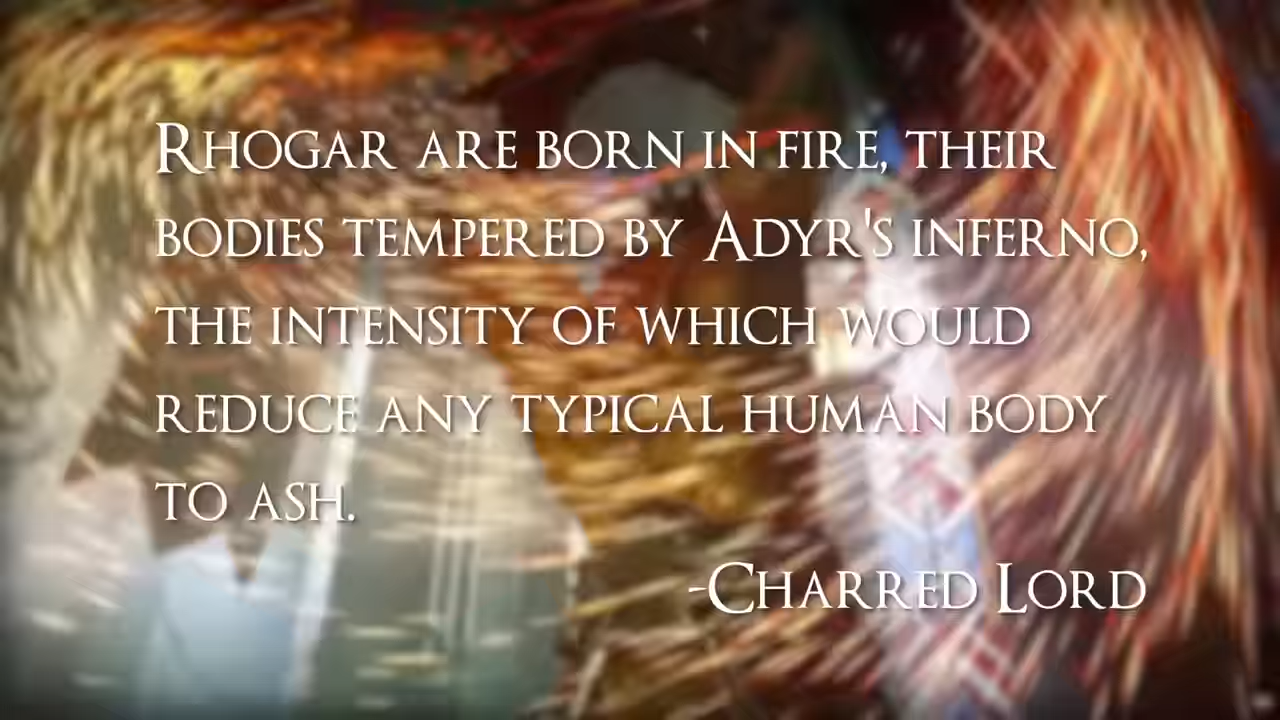 Rhogar are born in fire, their
bodies tempered by Adyr's inferno,
the intensity of which would
reduce any typical human body
to ash.
-Charred Lord